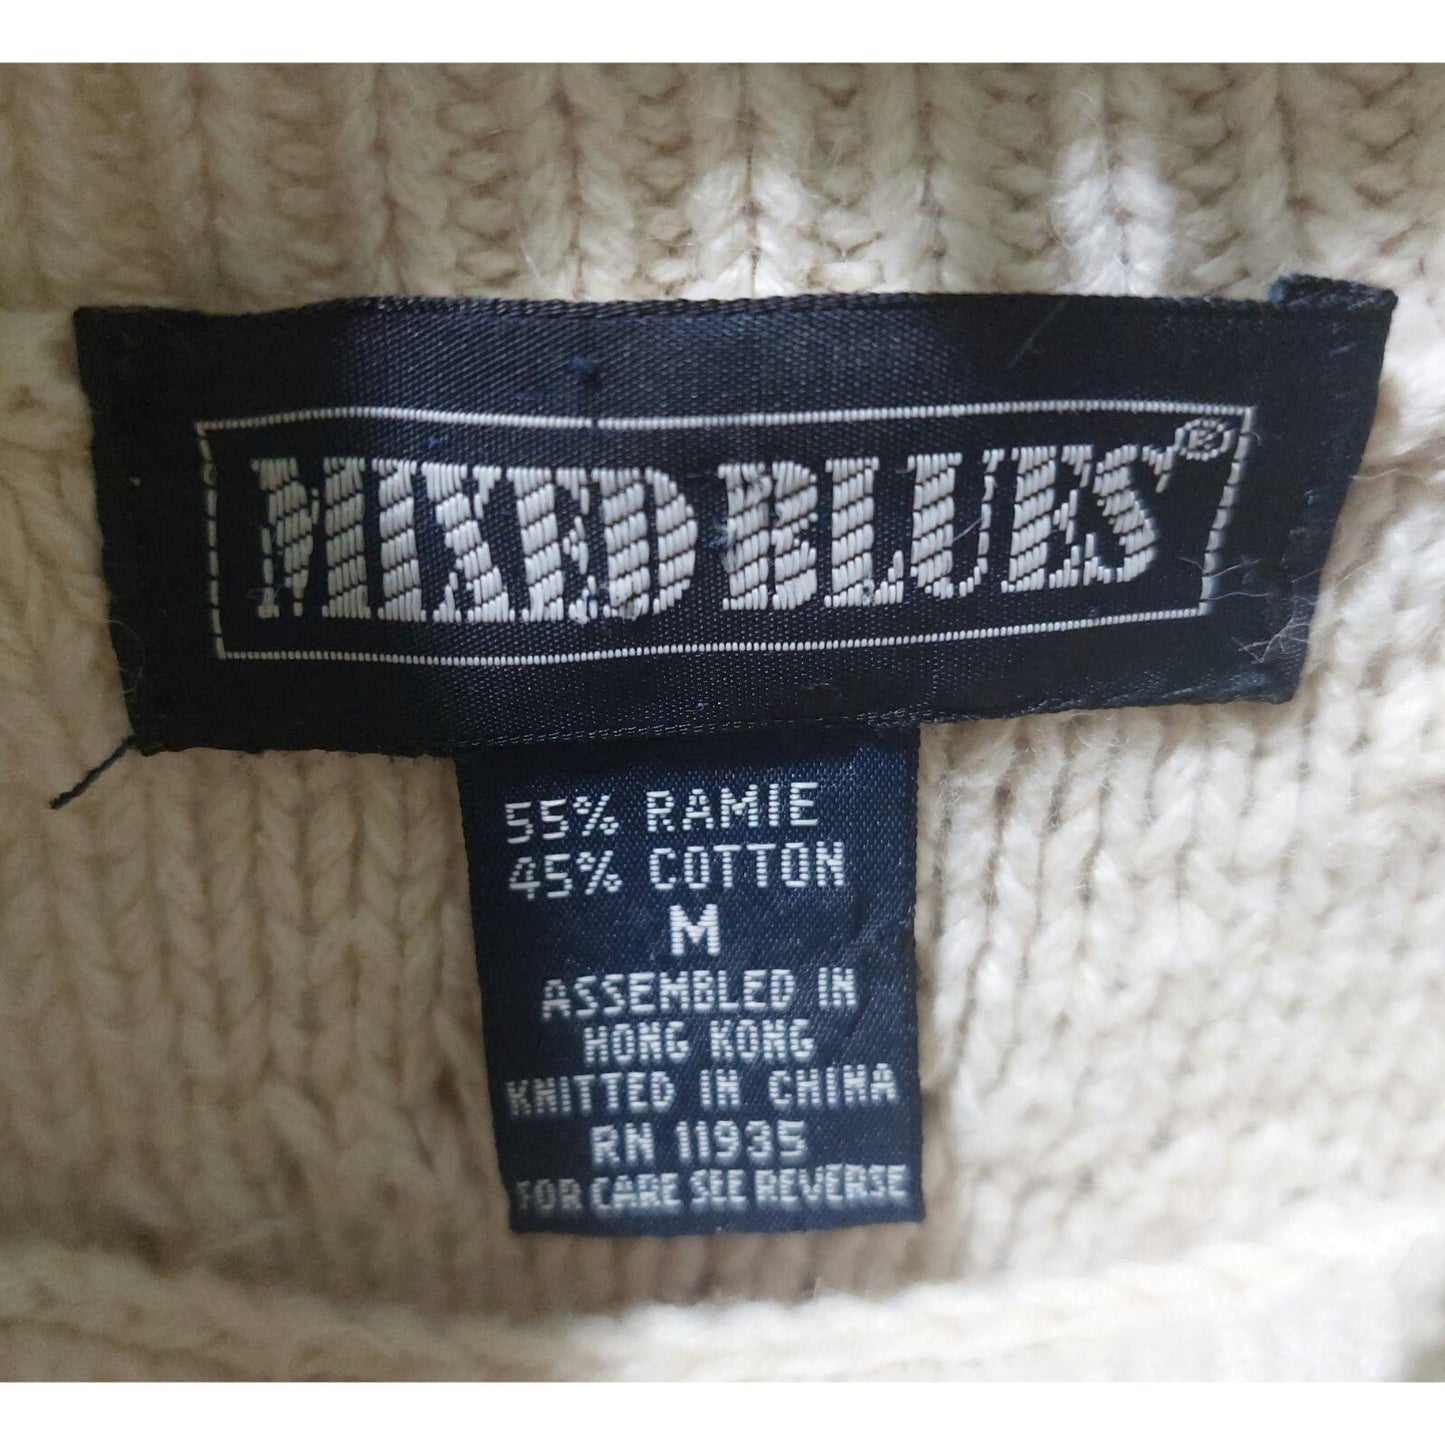 MIXED BLUES®
55% RAMIE
45% COTTON
M
ASSEMBLED IN
HONG KONG
KNITTED IN CHINA
RN 11935
FOR CARE SEE REVERSE